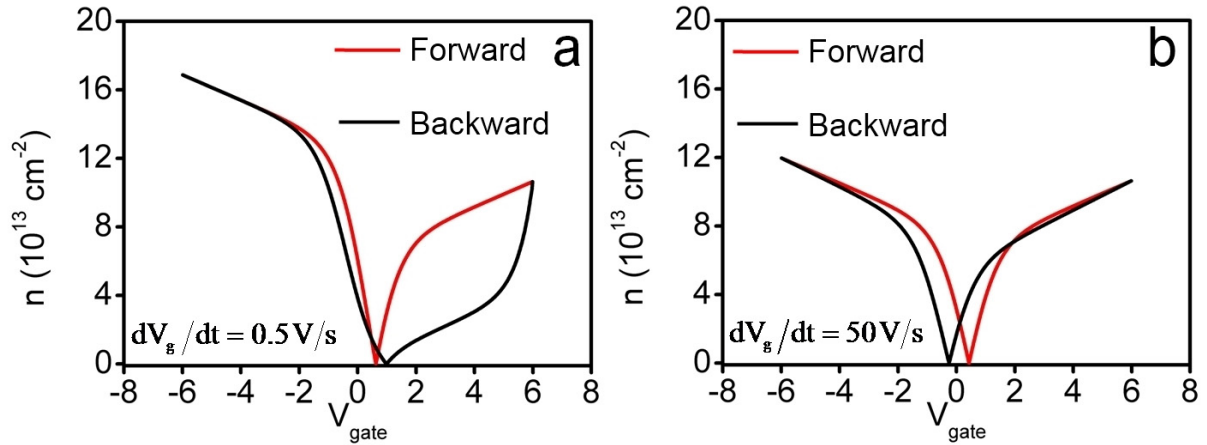 20
16
12
8
4
0
n (10^13 cm^-2)
Forward
Backward
a
dV_g/dt = 0.5 V/s
-8 -6 -4 -2 0 2 4 6 8
V_gate
20
16
12
8
4
0
n (10^13 cm^-2)
Forward
Backward
b
dV_g/dt = 50 V/s
-8 -6 -4 -2 0 2 4 6 8
V_gate